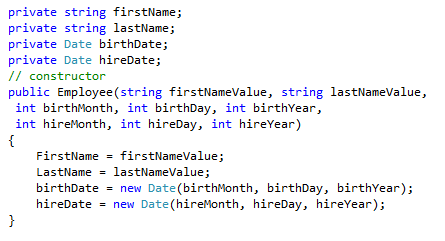 private string firstName;
private string lastName;
private Date birthDate;
private Date hireDate;
// constructor
public Employee(string firstNameValue, string lastNameValue,
int birthMonth, int birthDay, int birthYear,
int hireMonth, int hireDay, int hireYear)
{
FirstName = firstNameValue;
LastName = lastNameValue;
birthDate = new Date(birthMonth, birthDay, birthYear);
hireDate = new Date(hireMonth, hireDay, hireYear);
}